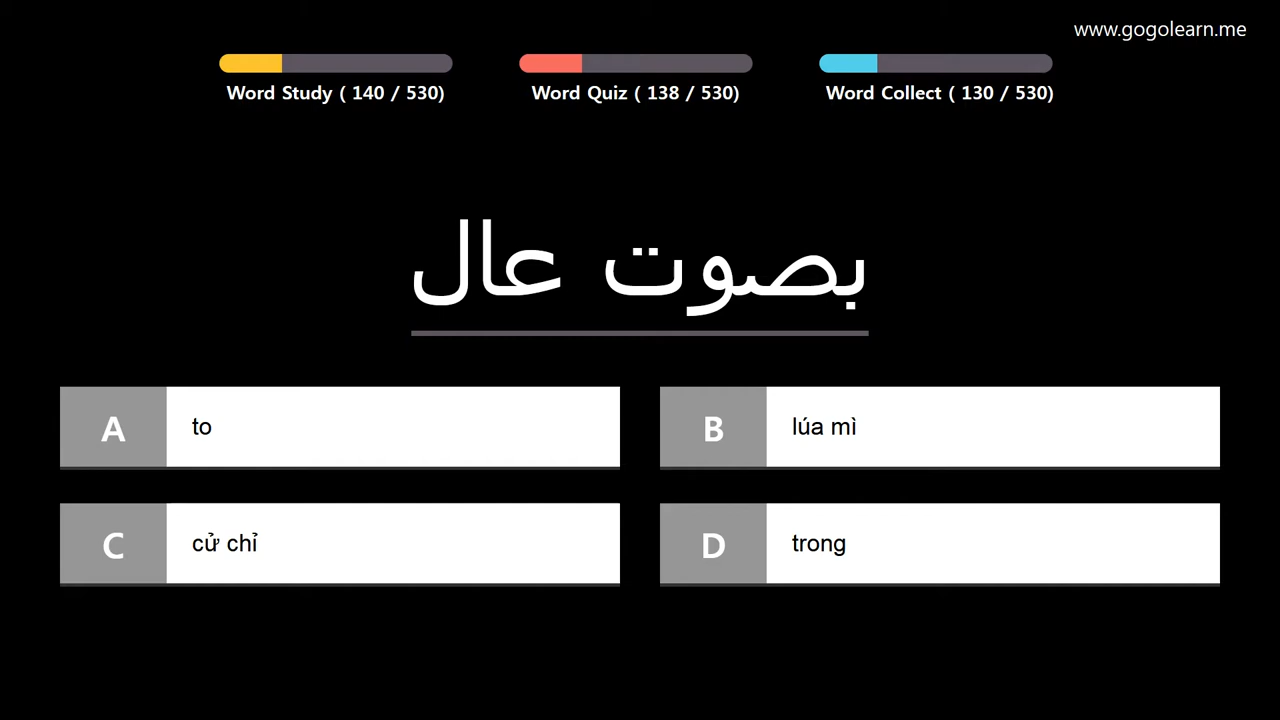 www.gogolearn.me
Word Study ( 140 / 530)
Word Quiz ( 138 / 530)
Word Collect ( 130 / 530)
بصوت عال
A to
B lúa mì
C cử chỉ
D trong